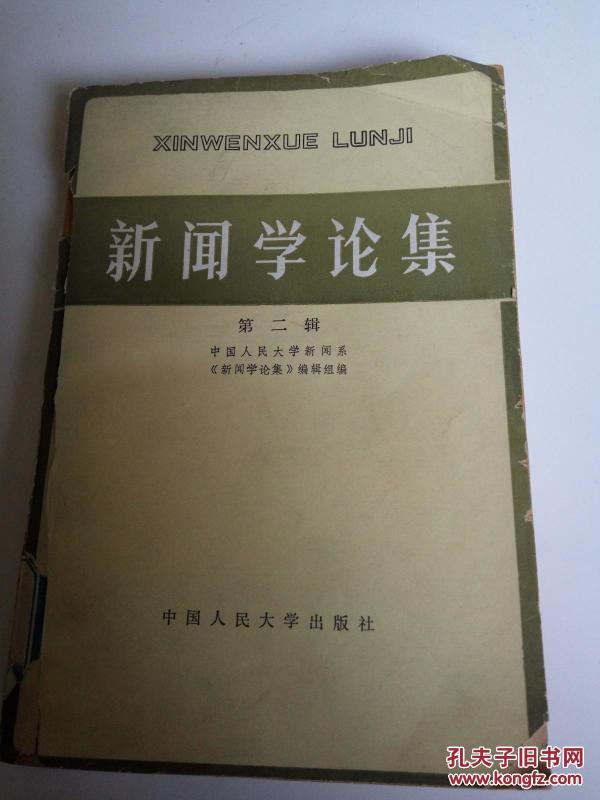 XINWENXUE LUNJI
新闻学论集
第二辑
中国人民大学新闻系
《新闻学论集》编辑组编
中国人民大学出版社
孔夫子旧书网
www.kongfz.com